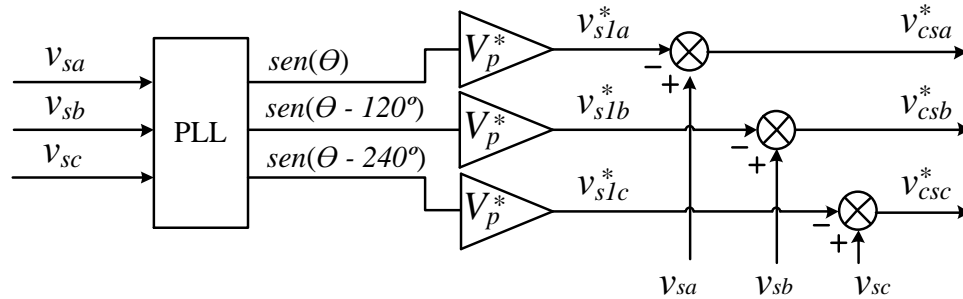 v_sa
v_sb
v_sc
PLL
sen(Θ)
sen(Θ - 120º)
sen(Θ - 240º)
V_p^*
V_p^*
V_p^*
v_s1a^*
v_s1b^*
v_s1c^*
− +
− +
− +
v_csa^*
v_csb^*
v_csc^*
v_sa v_sb v_sc